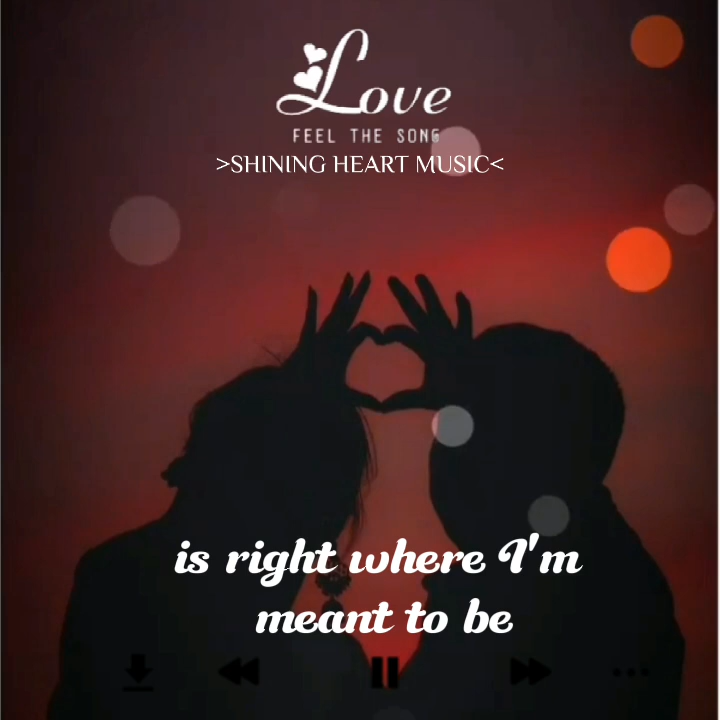 Love
FEEL THE SONG
>SHINING HEART MUSIC<
is right where I'm
meant to be